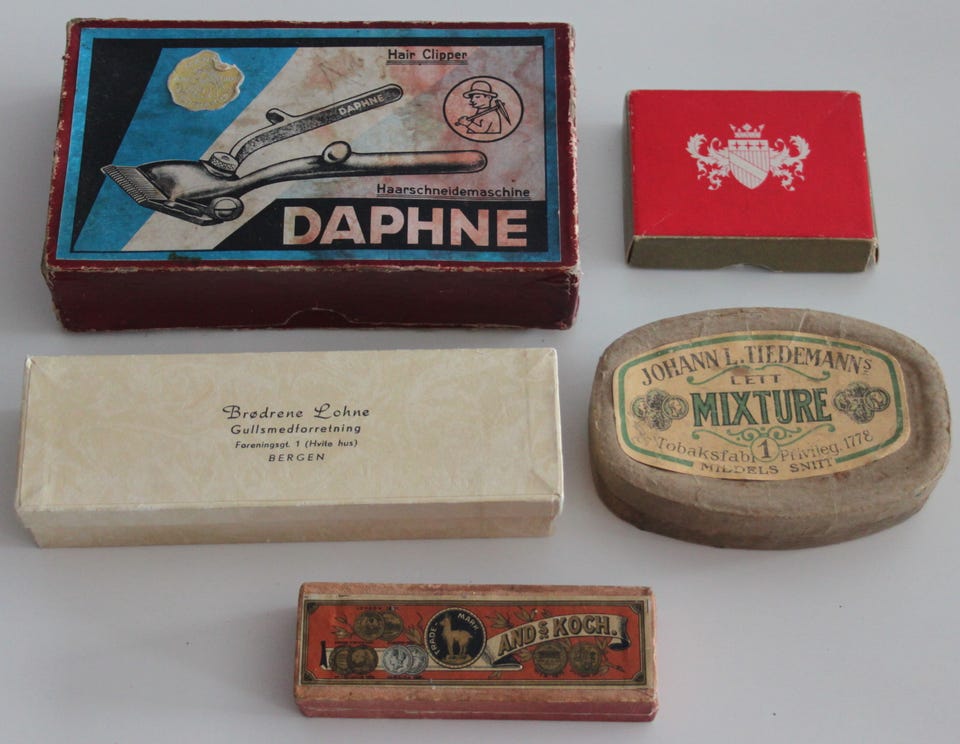 Hair Clipper
DAPHNE
Haarschneidemaschine
DAPHNE
Brødrene Lohne
Gullsmedforretning
Foreningsgt. 1 (Hvite hus)
BERGEN
JOHANN L. TIEDEMANNS
LETT
MIXTURE
Tobaksfabr. 1 Privileg. 1778
MIDDELS SNITT
TRADE MARK
AND. KOCH.